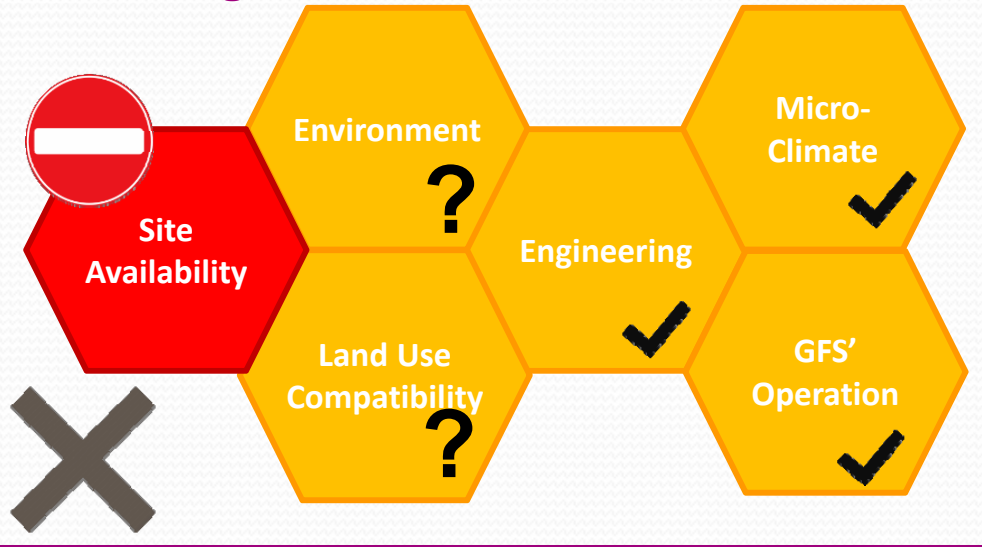 Environment
?
Micro-
Climate
Site
Availability
Engineering
Land Use
Compatibility
?
GFS’
Operation